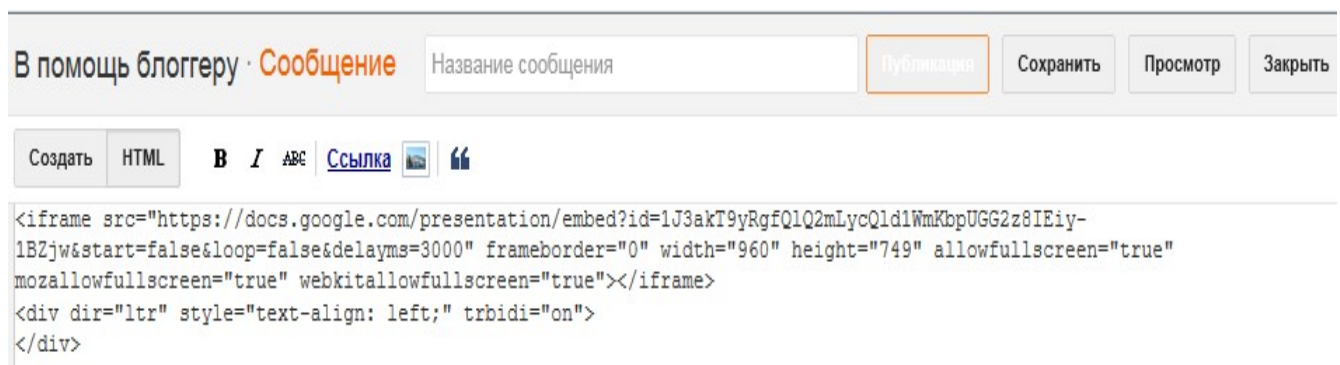 В помощь блоггеру · Сообщение Название сообщения Публикация Сохранить Просмотр Закрыть
Создать HTML B I ABC Ссылка
<iframe src="https://docs.google.com/presentation/embed?id=1J3akT9yRgfQlQ2mLycQld1WmKbpUGG2z8IEiy-
1BZjw&start=false&loop=false&delayms=3000" frameborder="0" width="960" height="749" allowfullscreen="true"
mozallowfullscreen="true" webkitallowfullscreen="true"></iframe>
<div dir="ltr" style="text-align: left;" trbidi="on">
</div>